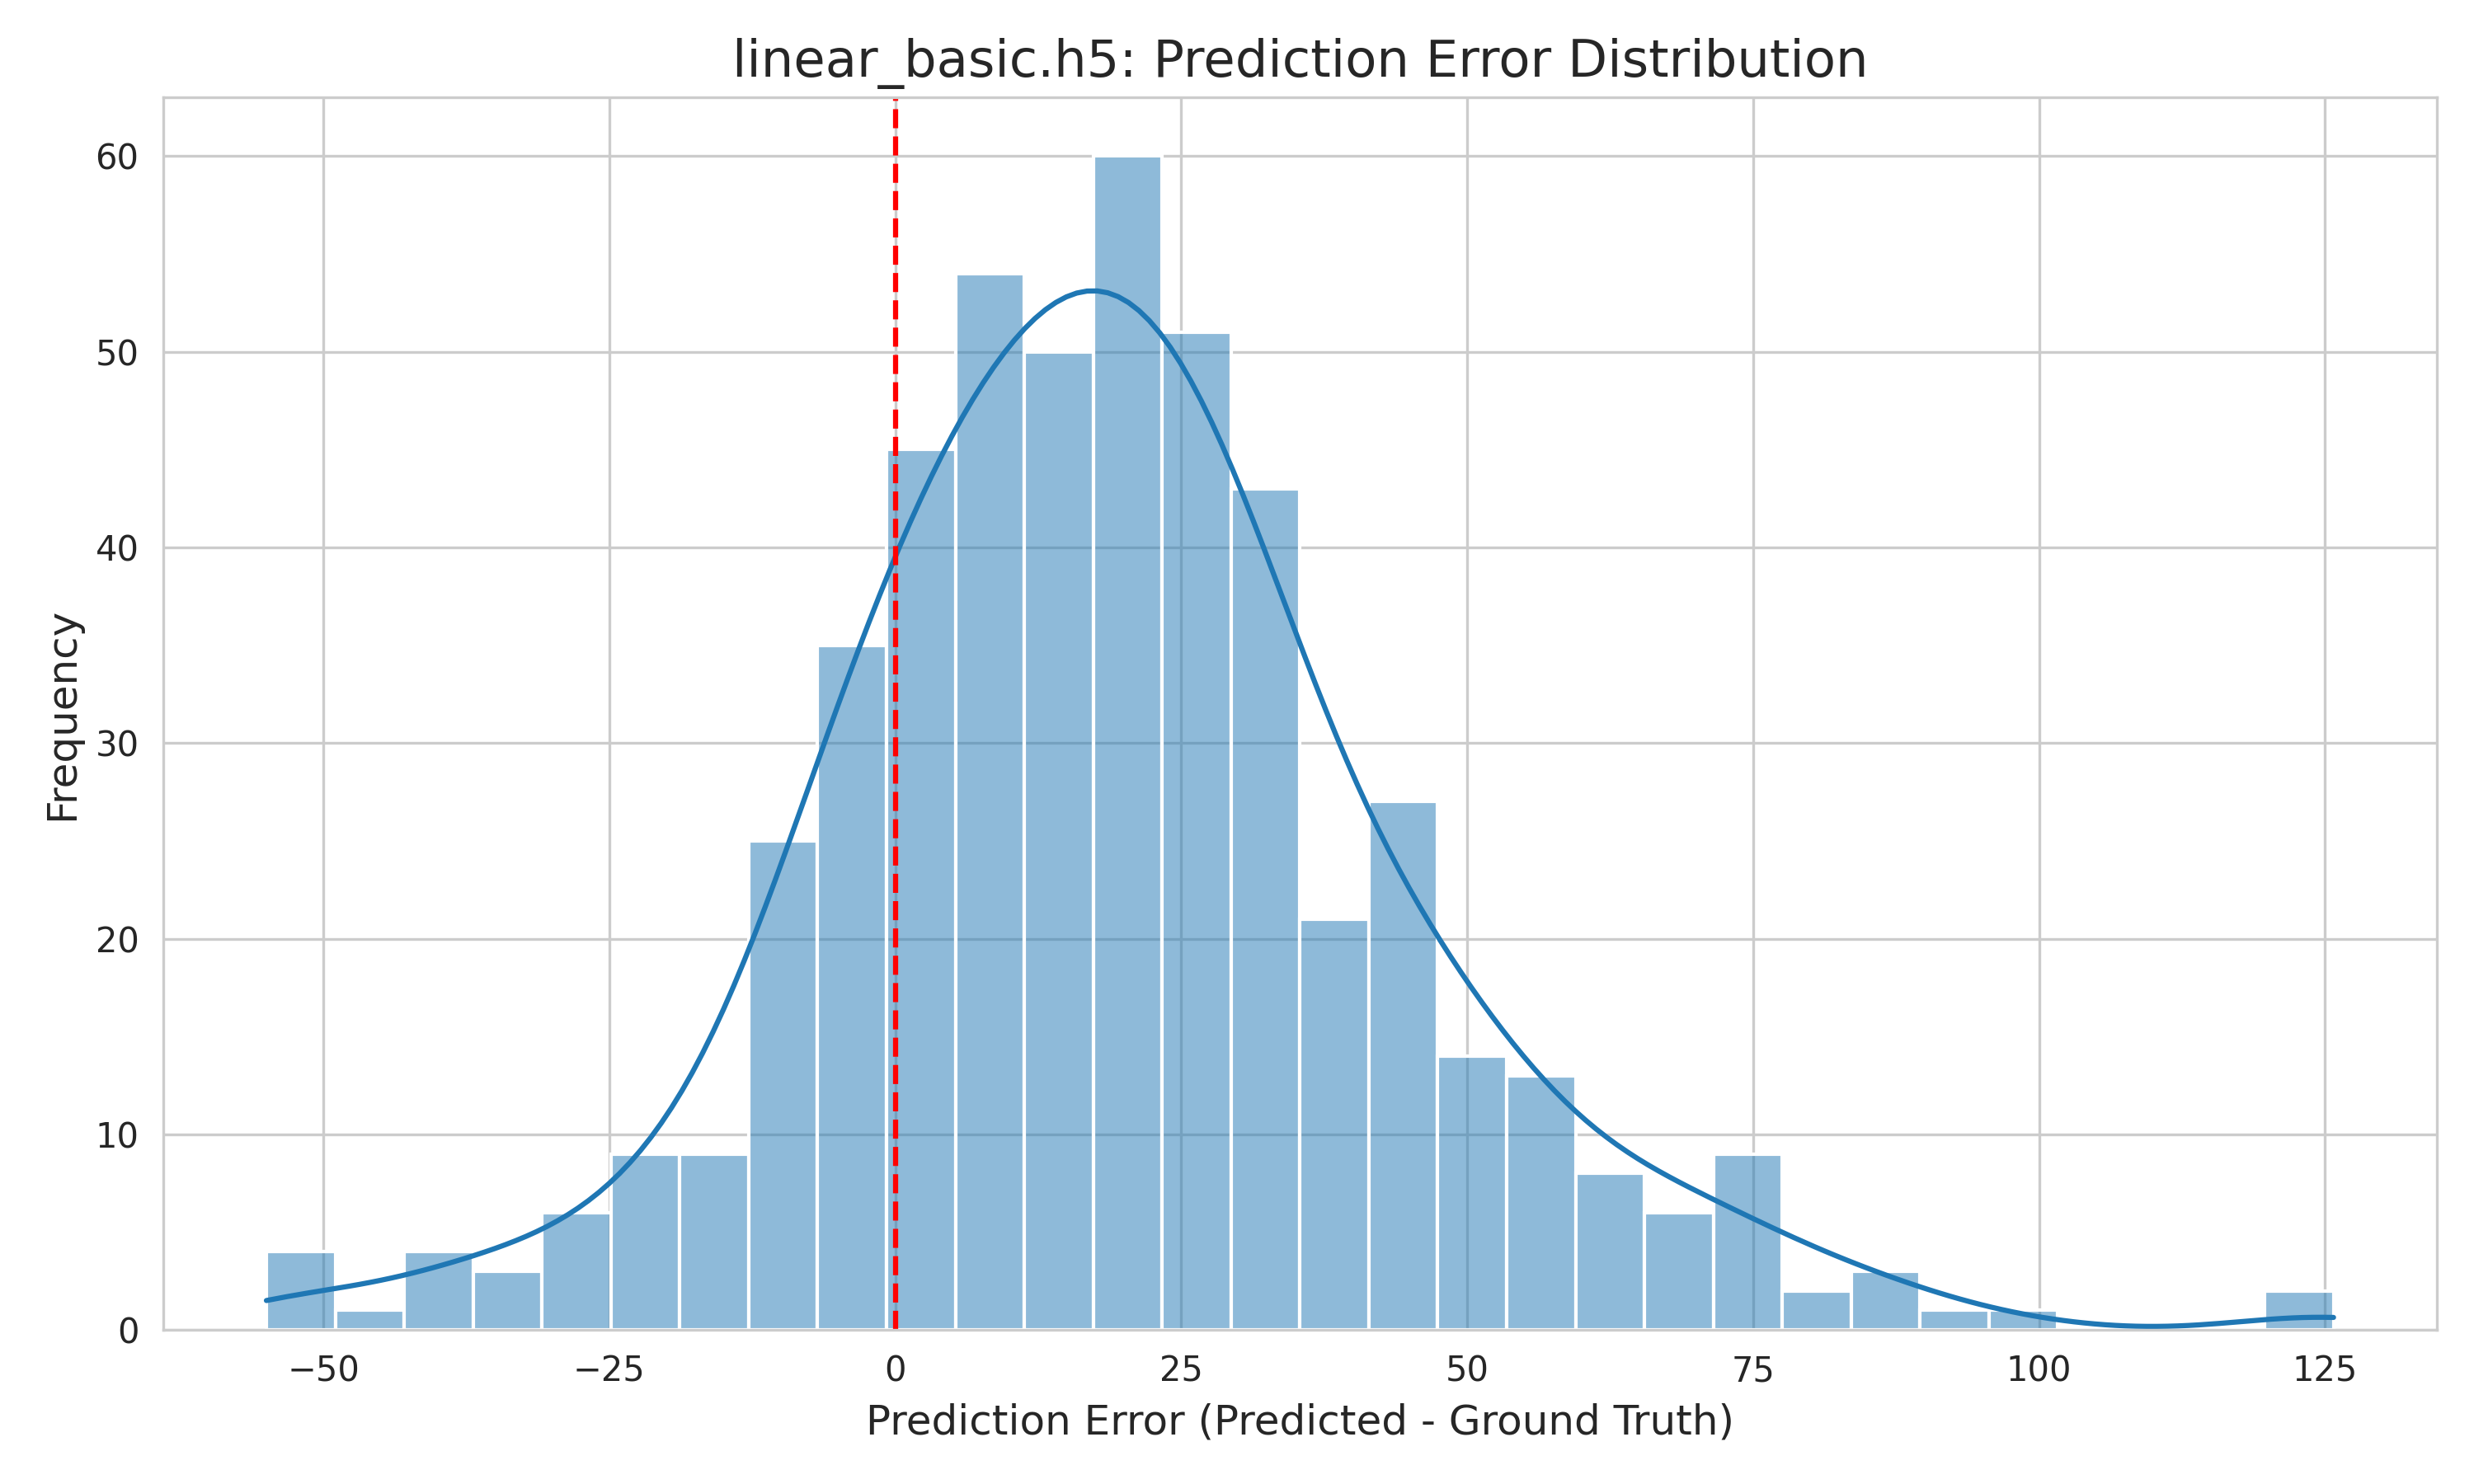 linear_basic.h5: Prediction Error Distribution
60
50
40
30
20
10
0
Frequency
−50 −25 0 25 50 75 100 125
Prediction Error (Predicted - Ground Truth)